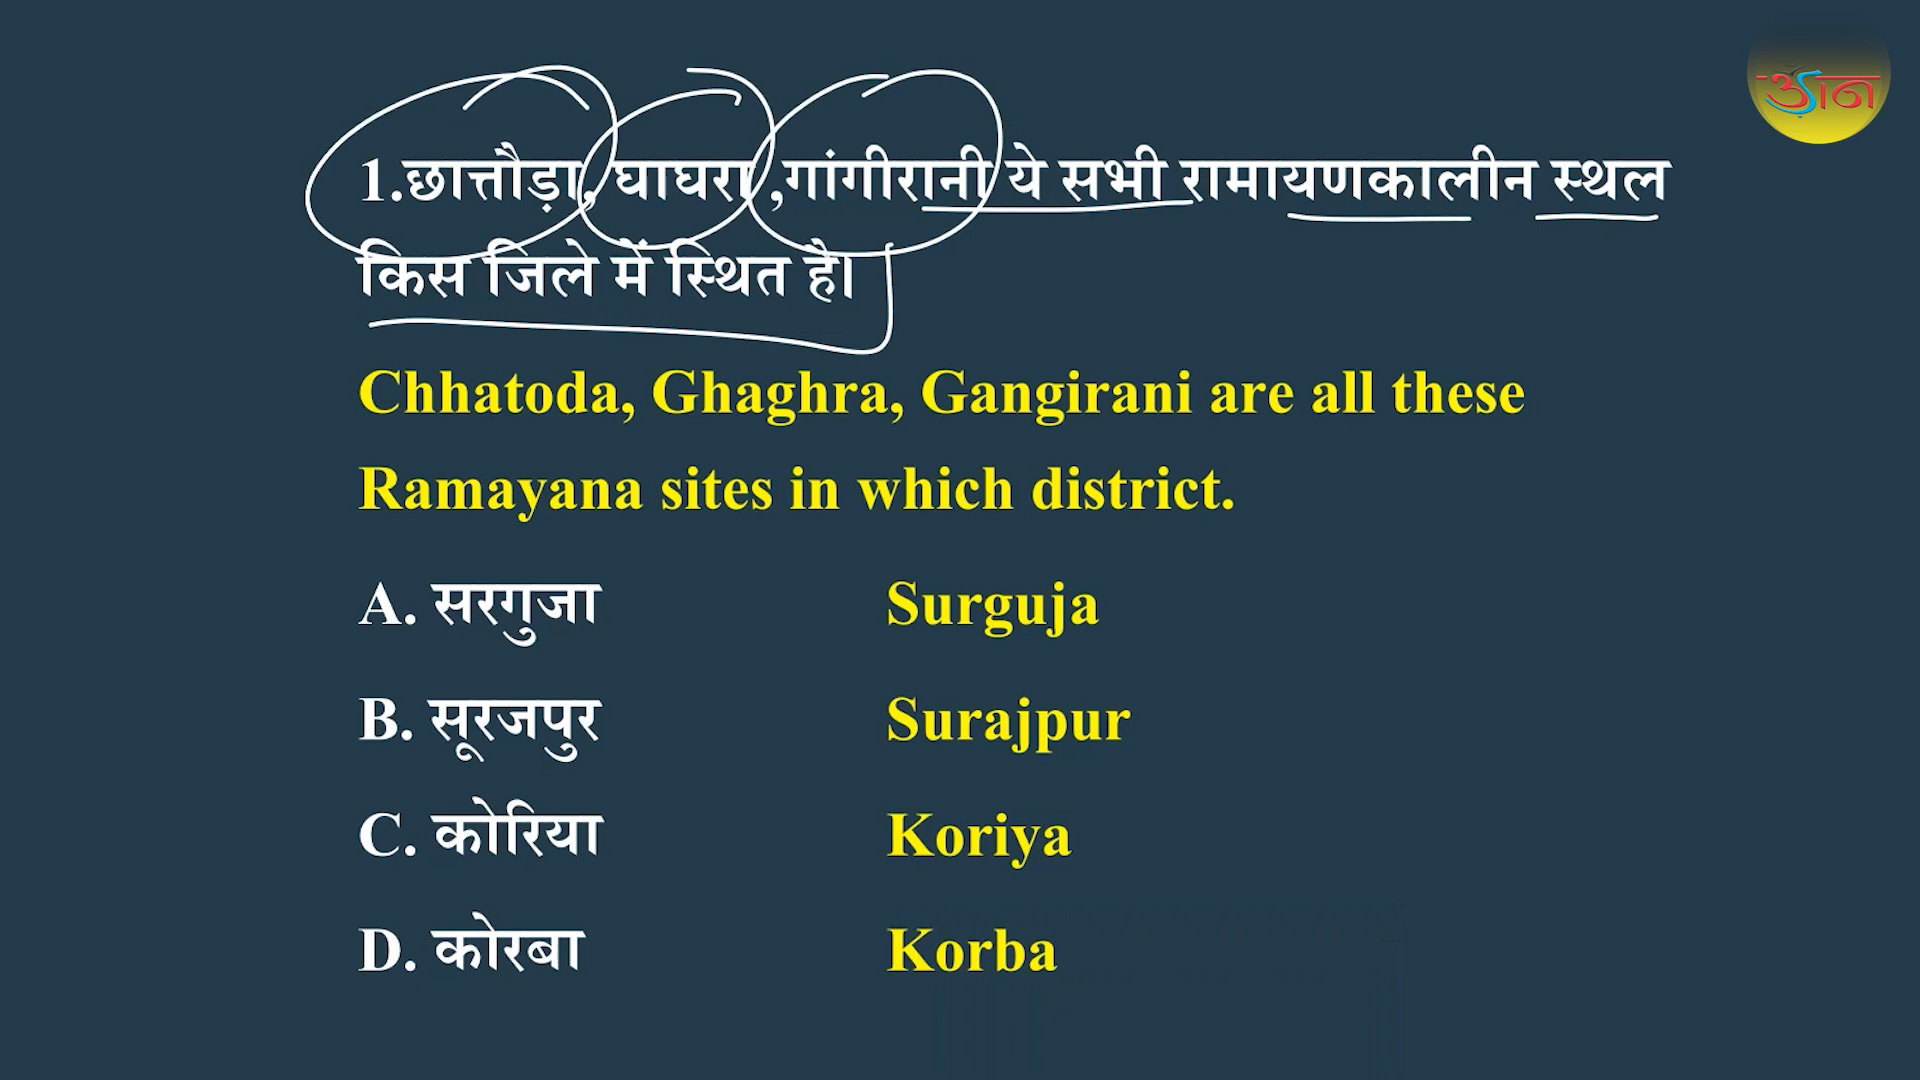 उड़ान
1.छात्तौड़ा, घाघरा ,गांगीरानी ये सभी रामायणकालीन स्थल
किस जिले में स्थित है।
Chhatoda, Ghaghra, Gangirani are all these
Ramayana sites in which district.
A. सरगुजा Surguja
B. सूरजपुर Surajpur
C. कोरिया Koriya
D. कोरबा Korba